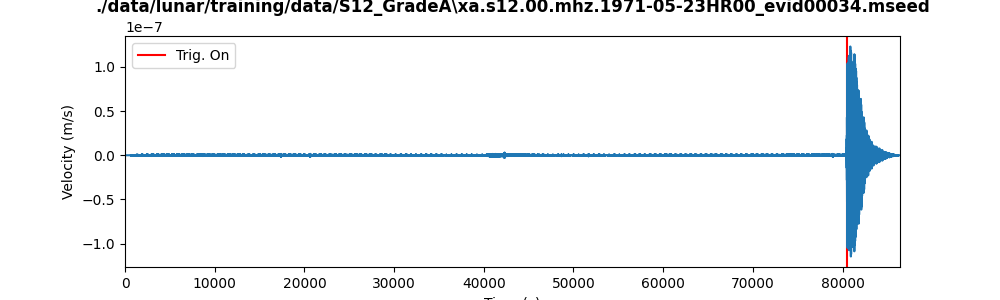 ./data/lunar/training/data/S12_GradeA\xa.s12.00.mhz.1971-05-23HR00_evid00034.mseed
1e−7
Trig. On
1.0
0.5
0.0
−0.5
−1.0
Velocity (m/s)
0 10000 20000 30000 40000 50000 60000 70000 80000